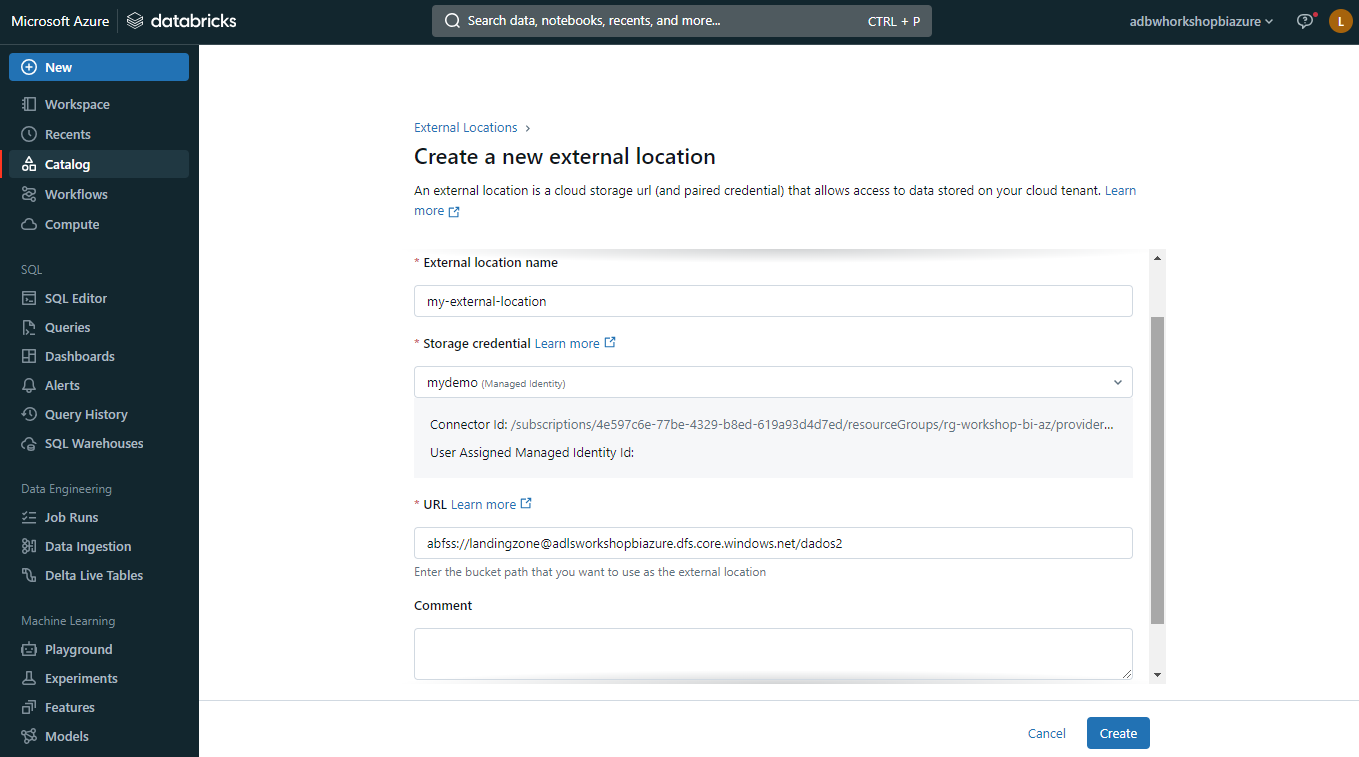 Microsoft Azure databricks Search data, notebooks, recents, and more... CTRL + P adbwhorkshopbiazure L
New
Workspace
Recents
Catalog
Workflows
Compute
SQL
SQL Editor
Queries
Dashboards
Alerts
Query History
SQL Warehouses
Data Engineering
Job Runs
Data Ingestion
Delta Live Tables
Machine Learning
Playground
Experiments
Features
Models
External Locations ›
Create a new external location
An external location is a cloud storage url (and paired credential) that allows access to data stored on your cloud tenant. Learn
more
* External location name
my-external-location
* Storage credential Learn more
mydemo (Managed Identity)
Connector Id: /subscriptions/4e597c6e-77be-4329-b8ed-619a93d4d7ed/resourceGroups/rg-workshop-bi-az/provider...
User Assigned Managed Identity Id:
* URL Learn more
abfss://landingzone@adlsworkshopbiazure.dfs.core.windows.net/dados2
Enter the bucket path that you want to use as the external location
Comment
Cancel Create